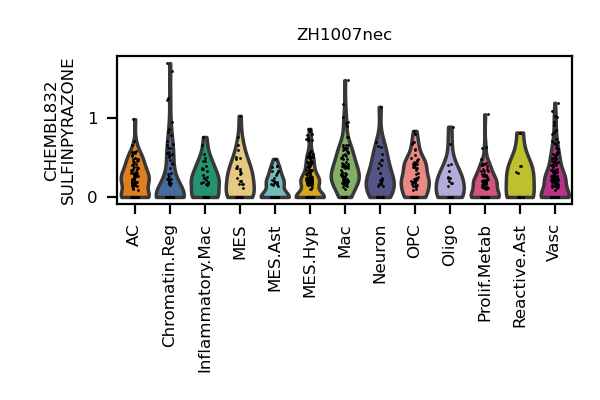 ZH1007nec
CHEMBL832
SULFINPYRAZONE
1
0
AC
Chromatin.Reg
Inflammatory.Mac
MES
MES.Ast
MES.Hyp
Mac
Neuron
OPC
Oligo
Prolif.Metab
Reactive.Ast
Vasc